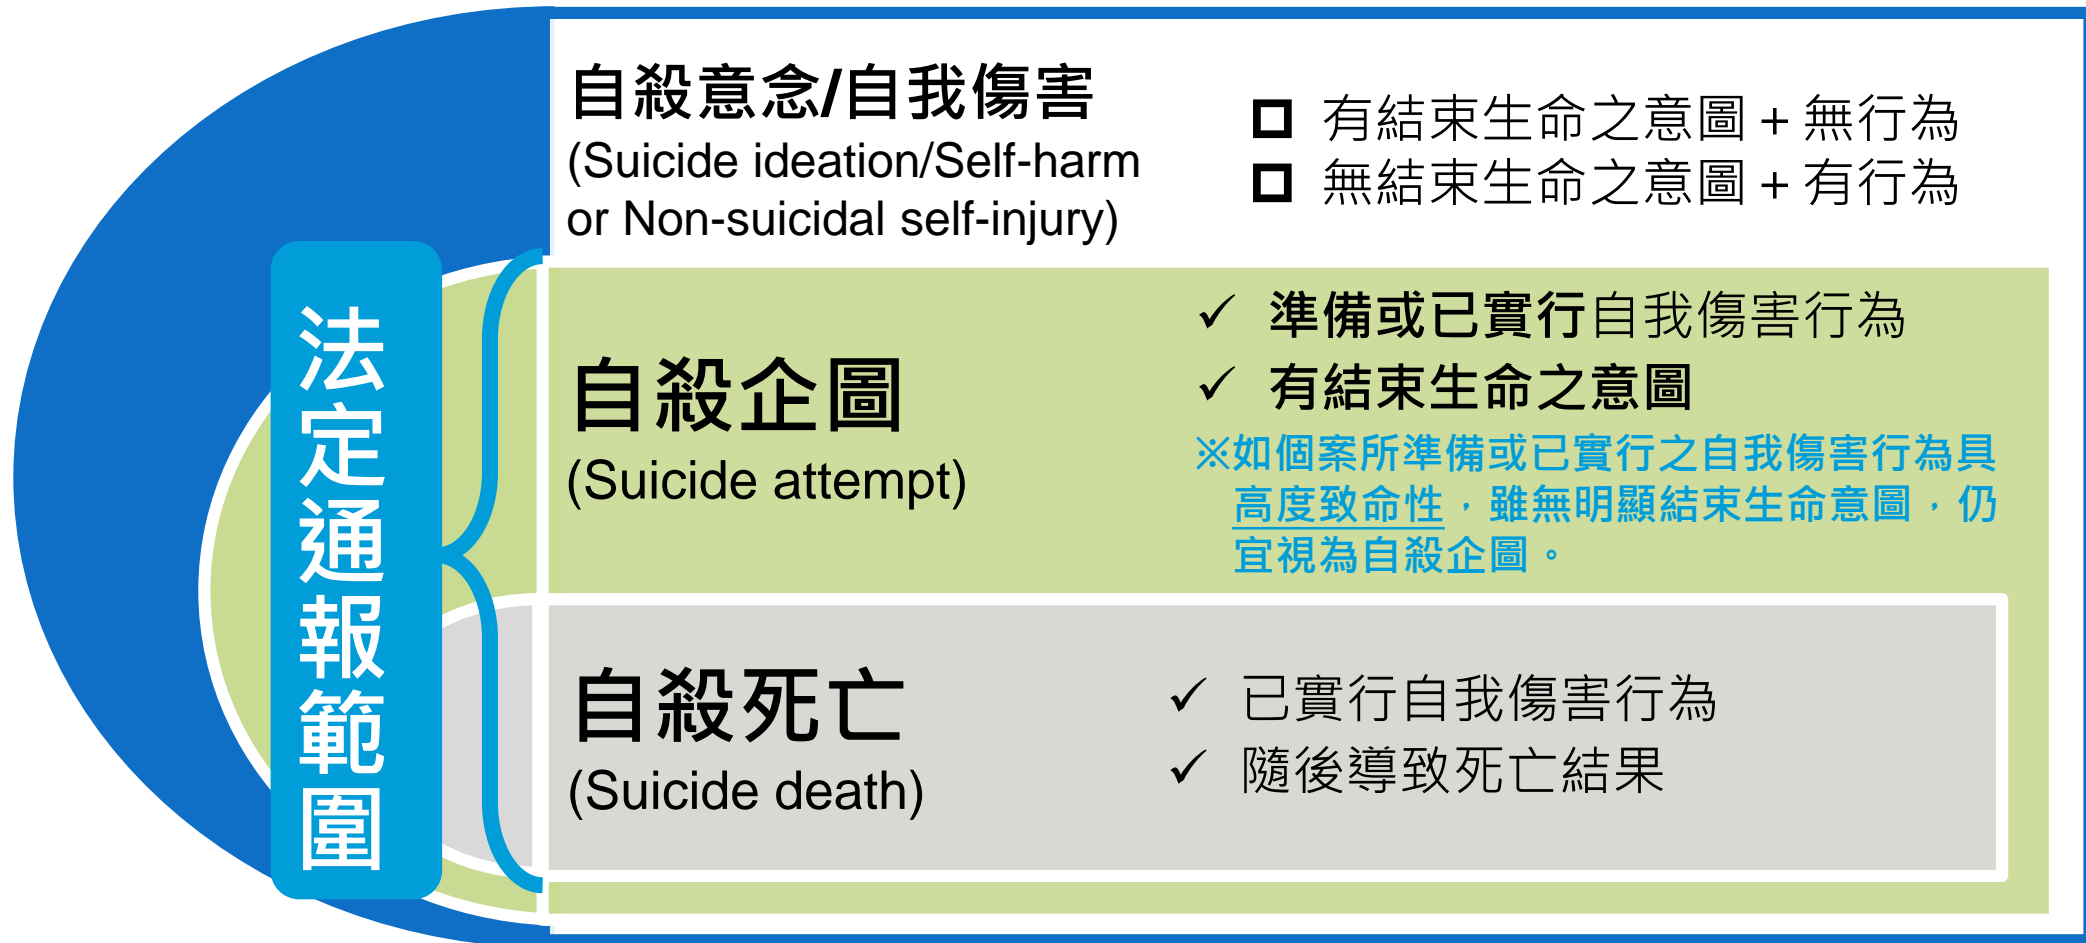 自殺意念/自我傷害
(Suicide ideation/Self-harm
or Non-suicidal self-injury)
有結束生命之意圖 + 無行為
無結束生命之意圖 + 有行為
法定通報範圍
自殺企圖
(Suicide attempt)
✓ 準備或已實行自我傷害行為
✓ 有結束生命之意圖
※如個案所準備或已實行之自我傷害行為具
高度致命性，雖無明顯結束生命意圖，仍
宜視為自殺企圖。
自殺死亡
(Suicide death)
✓ 已實行自我傷害行為
✓ 隨後導致死亡結果